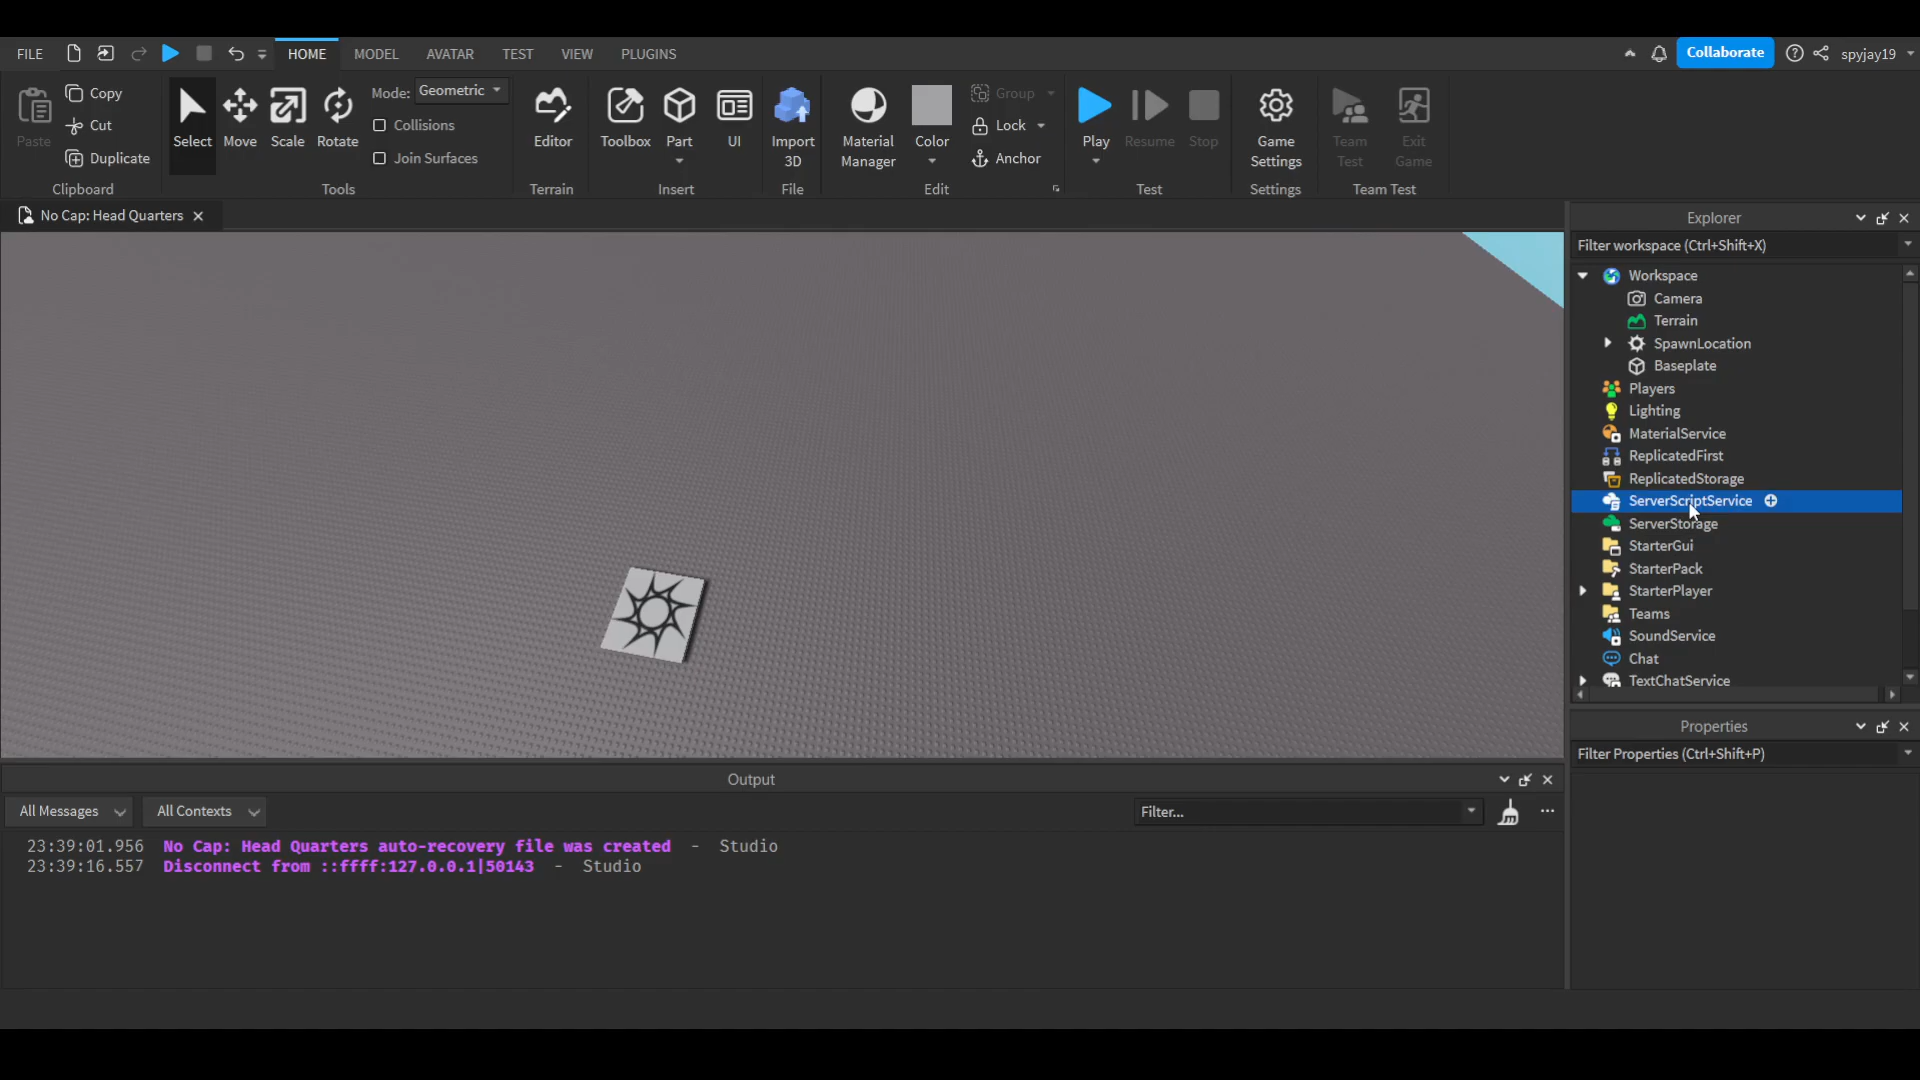 FILE HOME MODEL AVATAR TEST VIEW PLUGINS Collaborate spyjay19
Paste Copy Cut Duplicate
Clipboard
Select Move Scale Rotate
Mode: Geometric
Collisions
Join Surfaces
Tools
Editor
Terrain
Toolbox Part UI
Insert
Import 3D
File
Material Manager Color
Group
Lock
Anchor
Edit
Play Resume Stop
Test
Game Settings
Settings
Team Test Exit Game
Team Test
No Cap: Head Quarters
Explorer
Filter workspace (Ctrl+Shift+X)
Workspace
Camera
Terrain
SpawnLocation
Baseplate
Players
Lighting
MaterialService
ReplicatedFirst
ReplicatedStorage
ServerScriptService
ServerStorage
StarterGui
StarterPack
StarterPlayer
Teams
SoundService
Chat
TextChatService
Properties
Filter Properties (Ctrl+Shift+P)
Output
All Messages All Contexts Filter...
23:39:01.956 No Cap: Head Quarters auto-recovery file was created - Studio
23:39:16.557 Disconnect from ::ffff:127.0.0.1|50143 - Studio